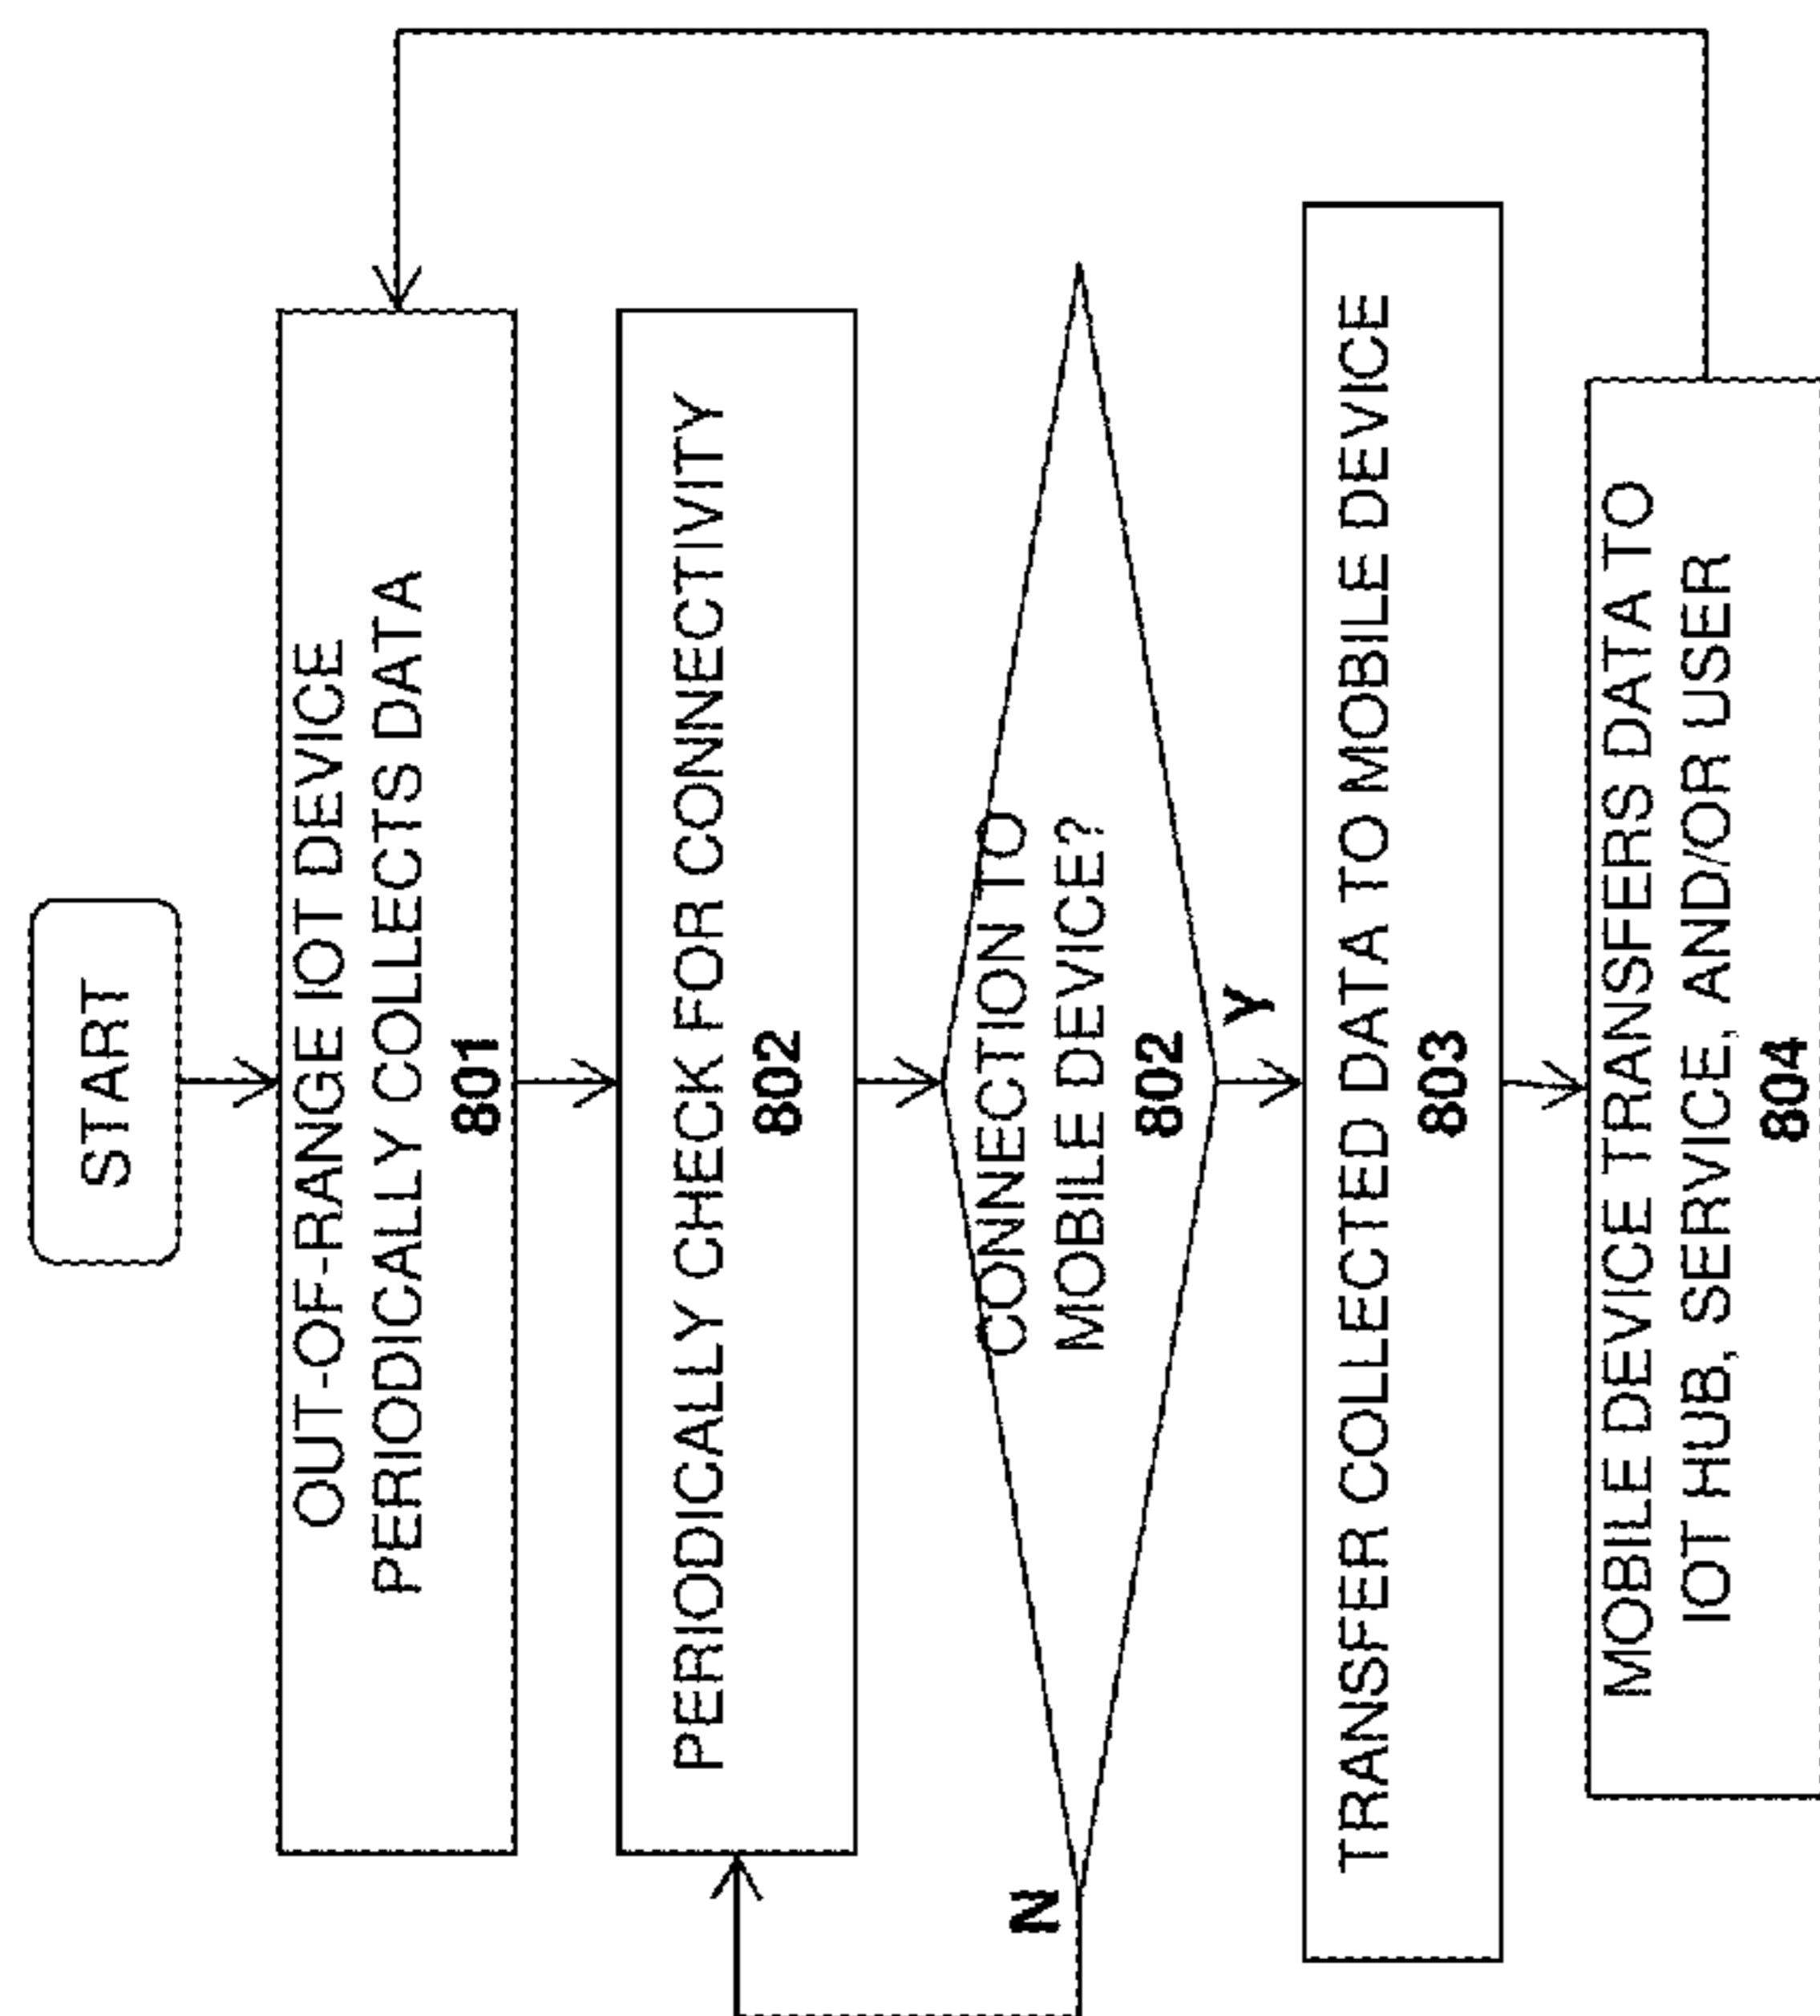 START
OUT-OF-RANGE IOT DEVICE
PERIODICALLY COLLECTS DATA
801
PERIODICALLY CHECK FOR CONNECTIVITY
802
CONNECTION TO
MOBILE DEVICE?
802
N
Y
TRANSFER COLLECTED DATA TO MOBILE DEVICE
803
MOBILE DEVICE TRANSFERS DATA TO
IOT HUB, SERVICE, AND/OR USER
804